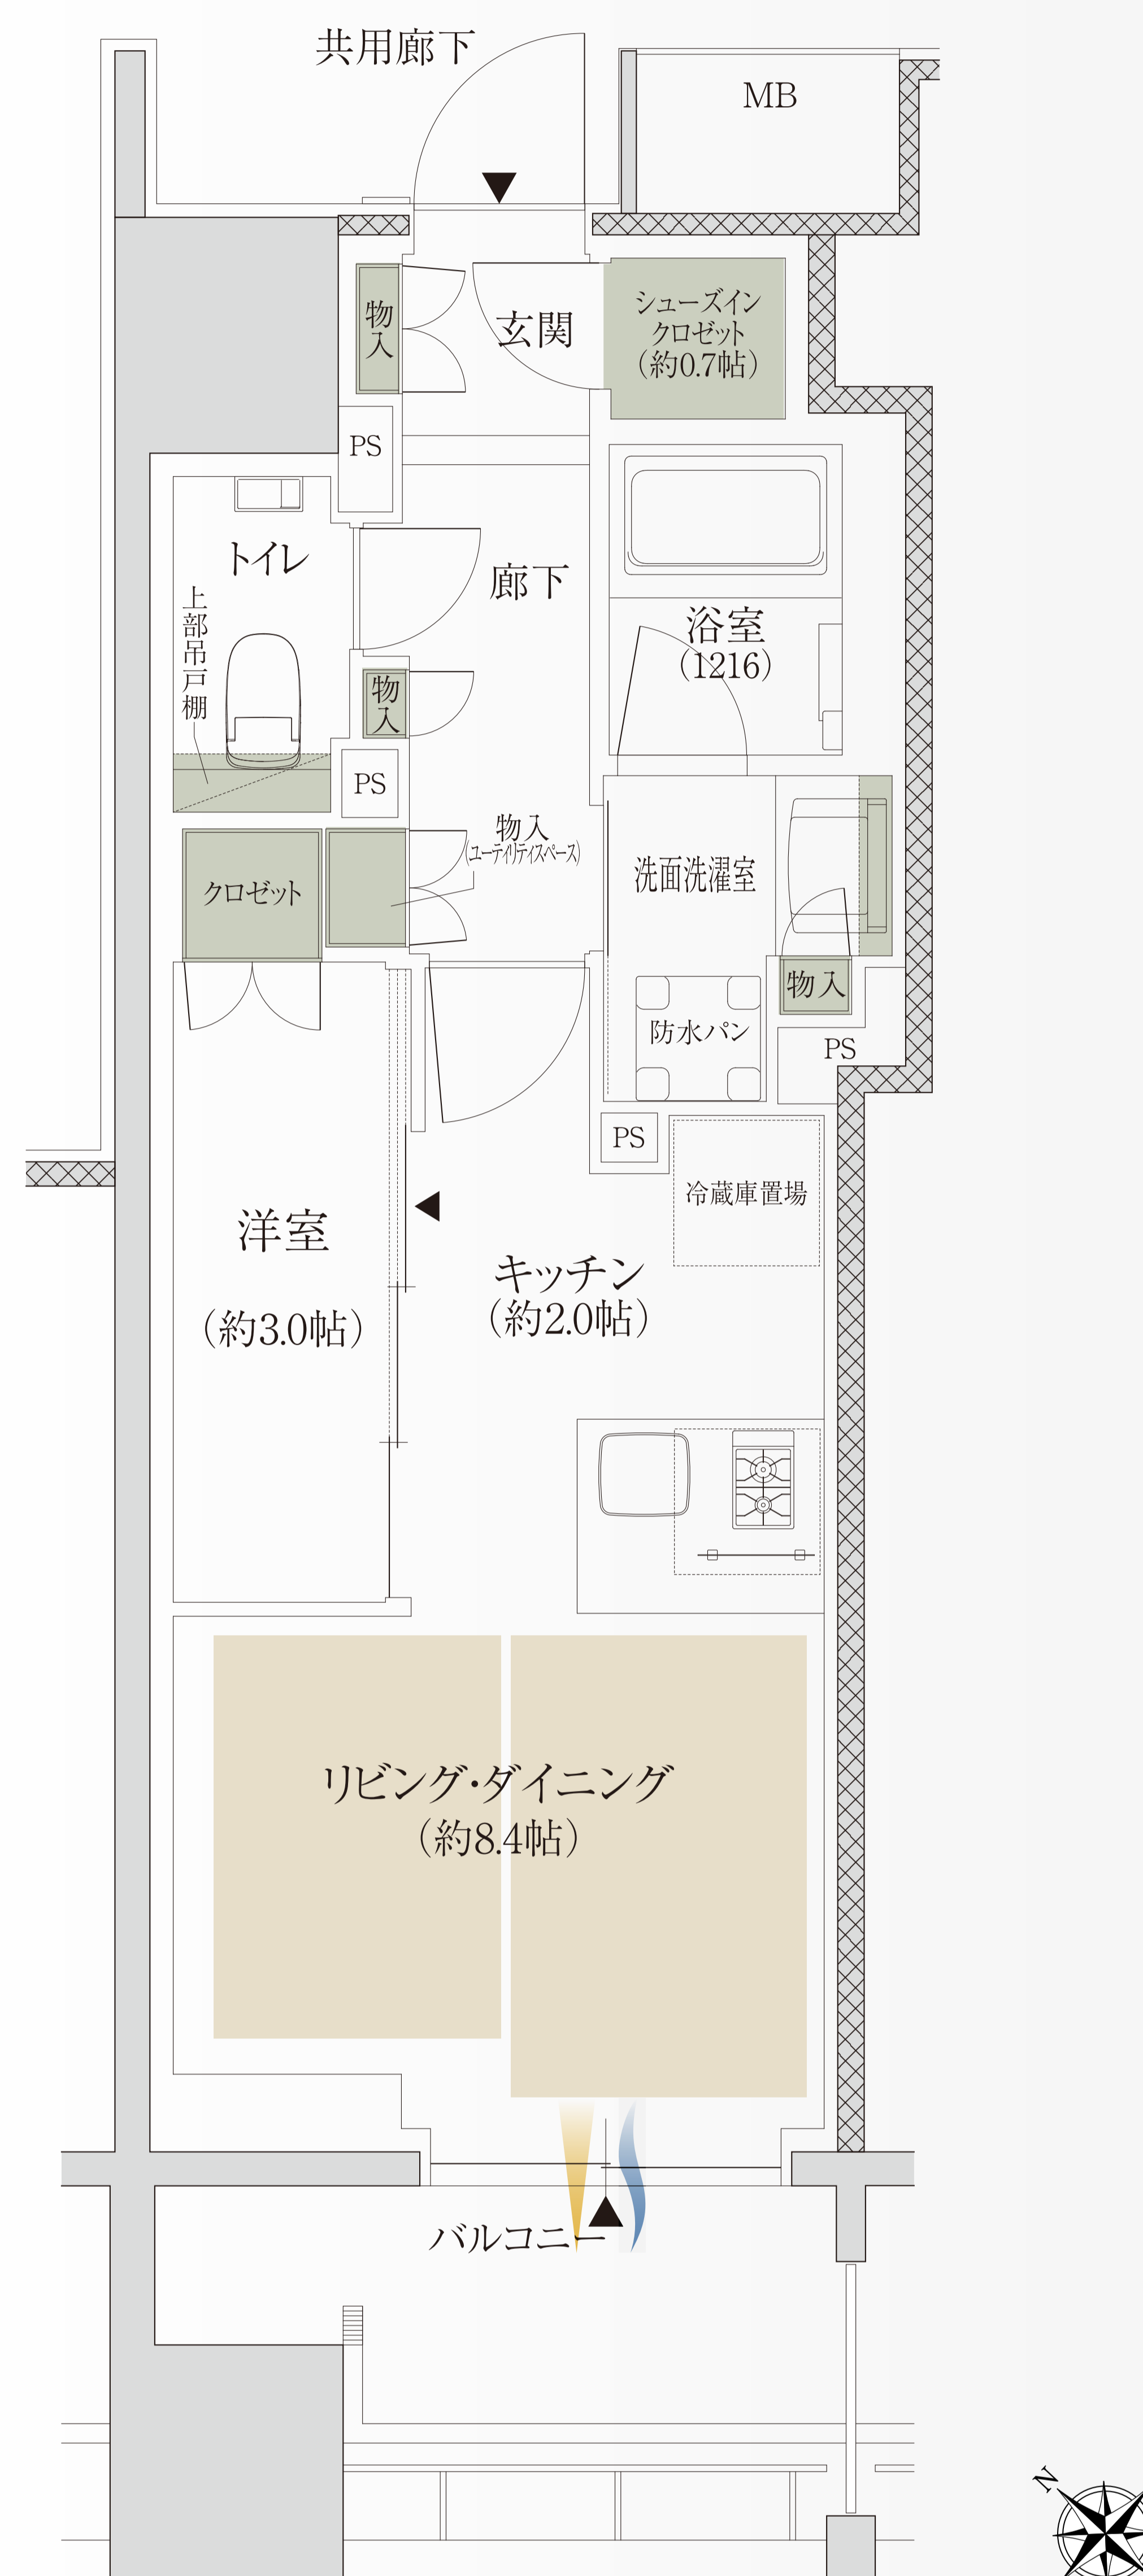 共用廊下
MB
物入
玄関
シューズイン
クロゼット
（約0.7帖）
PS
トイレ
廊下
上部吊戸棚
浴室
（1216）
物入
PS
物入
（ユーティリティスペース）
洗面洗濯室
クロゼット
物入
防水パン
PS
PS
冷蔵庫置場
洋室
（約3.0帖）
キッチン
（約2.0帖）
リビング・ダイニング
（約8.4帖）
バルコニー
N